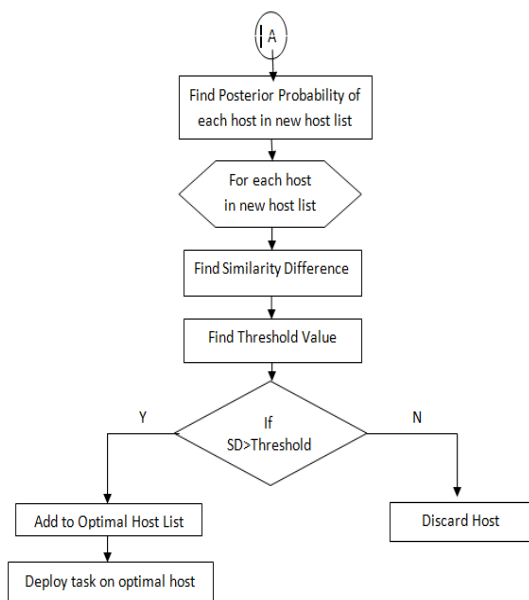 A
Find Posterior Probability of
each host in new host list
For each host
in new host list
Find Similarity Difference
Find Threshold Value
If
SD>Threshold
Y
N
Add to Optimal Host List
Discard Host
Deploy task on optimal host